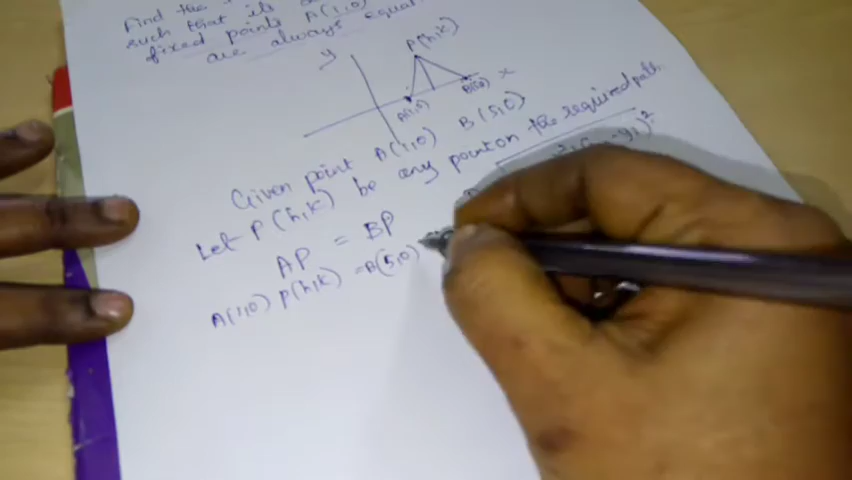 Find the
such that its
fixed points A(1,0)
are always equal.
y
P(h,k)
A(1,0) B(5,0) x
Given point A(1,0) B(5,0)
Let P(h,k) be any point on the required path.
AP = BP
A(1,0) P(h,k) = B(5,0)